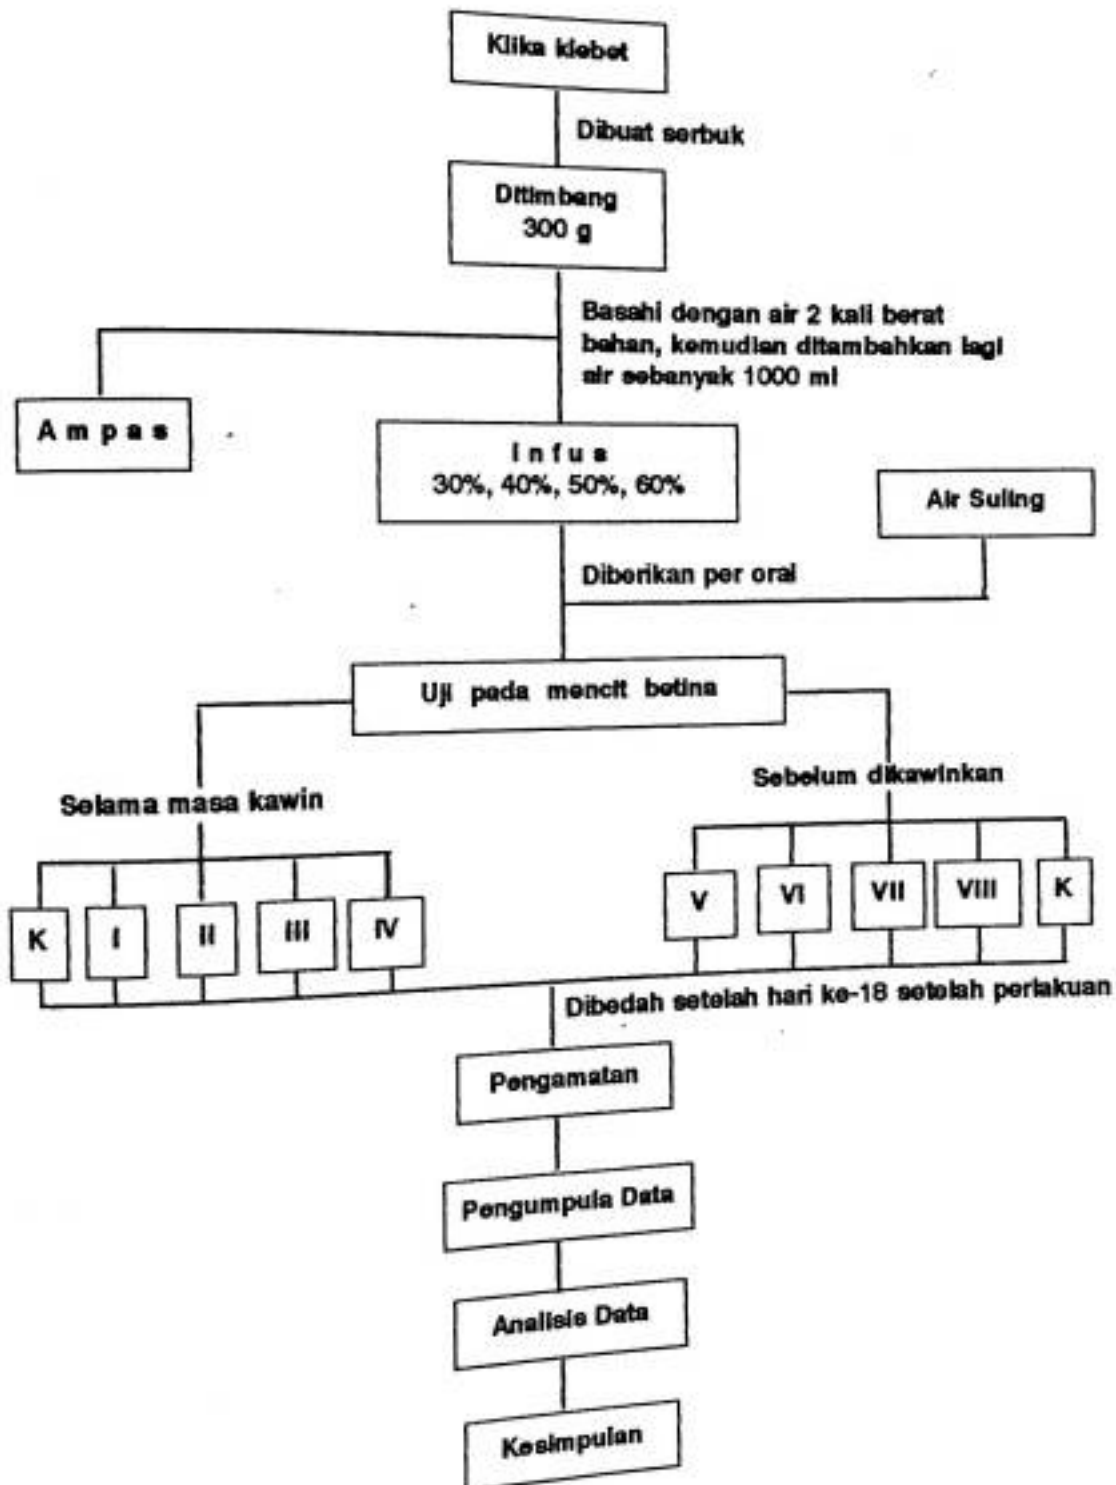 Klika klebet
Dibuat serbuk
Ditimbang
300 g
Basahi dengan air 2 kali berat
bahan, kemudian ditambahkan lagi
air sebanyak 1000 ml
Ampas
Infus
30%, 40%, 50%, 60%
Air Suling
Diberikan per oral
Uji pada mencit betina
Selama masa kawin
Sebelum dikawinkan
K I II III IV
V VI VII VIII K
Dibedah setelah hari ke-18 setelah perlakuan
Pengamatan
Pengumpula Data
Analisis Data
Kesimpulan